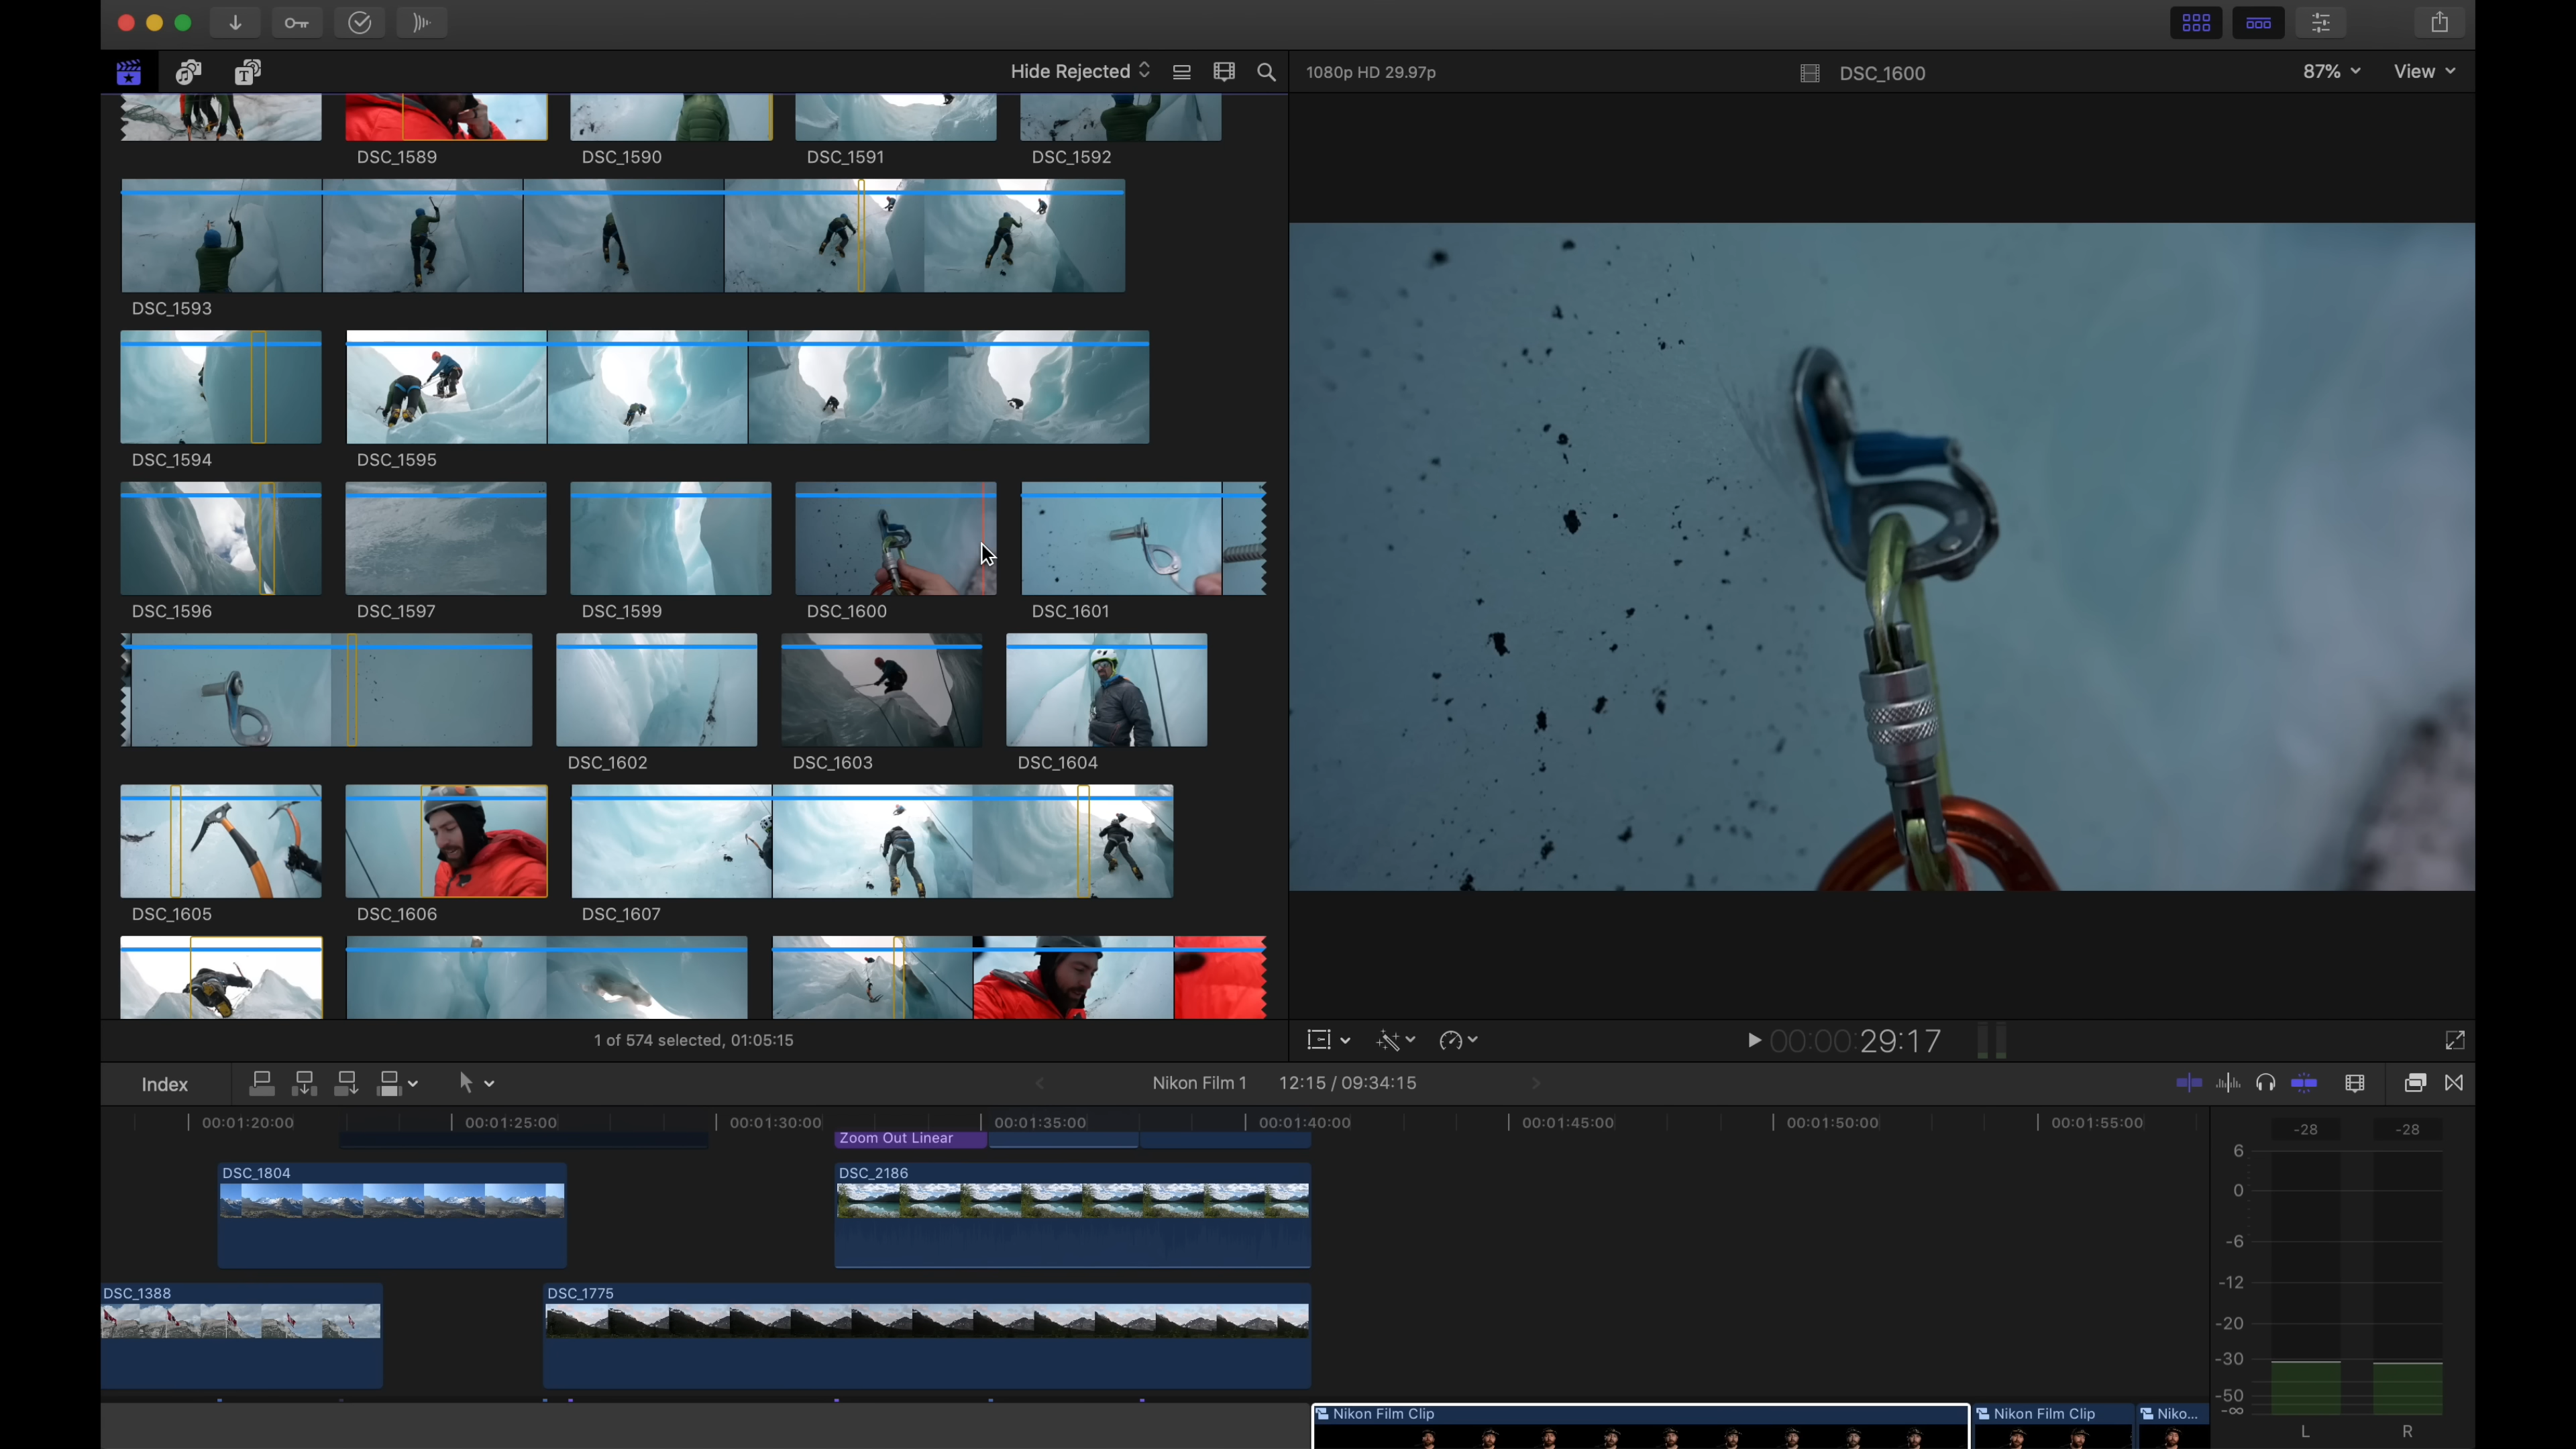 Hide Rejected
1080p HD 29.97p
DSC_1600
87%
View
DSC_1589
DSC_1590
DSC_1591
DSC_1592
DSC_1593
DSC_1594
DSC_1595
DSC_1596
DSC_1597
DSC_1599
DSC_1600
DSC_1601
DSC_1602
DSC_1603
DSC_1604
DSC_1605
DSC_1606
DSC_1607
1 of 574 selected, 01:05:15
00:00:29:17
Index
Nikon Film 1
12:15 / 09:34:15
00:01:20:00
00:01:25:00
00:01:30:00
00:01:35:00
00:01:40:00
00:01:45:00
00:01:50:00
00:01:55:00
-28
-28
Zoom Out Linear
DSC_1804
DSC_2186
DSC_1388
DSC_1775
Nikon Film Clip
Nikon Film Clip
Niko...
6
0
-6
-12
-20
-30
-50
-∞
L
R